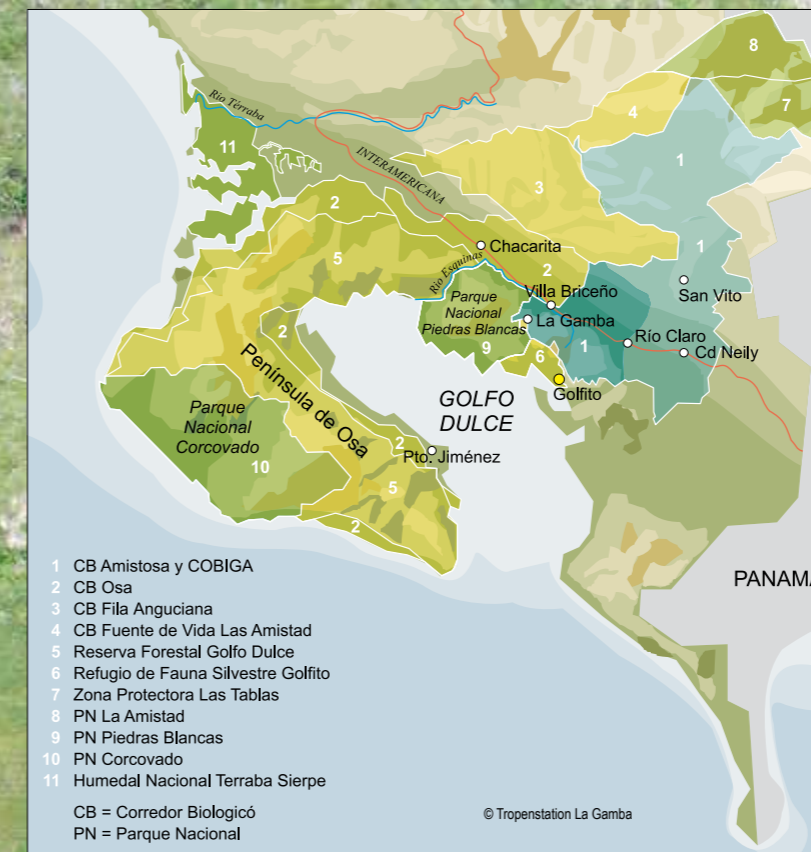 8
7
4
Río Térraba
11
INTERAMERICANA
1
3
2
Chacarita
1
5
Río Esquinas
2
San Vito
Villa Briceño
Parque
Nacional
Piedras Blancas
La Gamba
2
Río Claro
9
6
1
Cd Neily
Península de Osa
GOLFO
DULCE
Golfito
Parque
Nacional
Corcovado
2
Pto. Jiménez
10
5
2
1 CB Amistosa y COBIGA
2 CB Osa
3 CB Fila Anguciana
4 CB Fuente de Vida Las Amistad
5 Reserva Forestal Golfo Dulce
6 Refugio de Fauna Silvestre Golfito
7 Zona Protectora Las Tablas
8 PN La Amistad
9 PN Piedras Blancas
10 PN Corcovado
11 Humedal Nacional Terraba Sierpe
CB = Corredor Biologicó
PN = Parque Nacional
© Tropenstation La Gamba
PANAMA